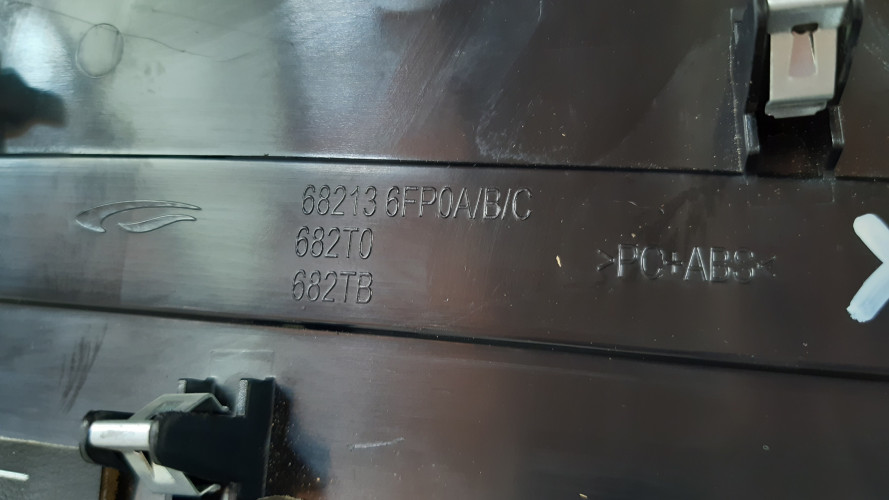 68213 6FP0A/B/C
682T0
682TB
>PC+ABS<